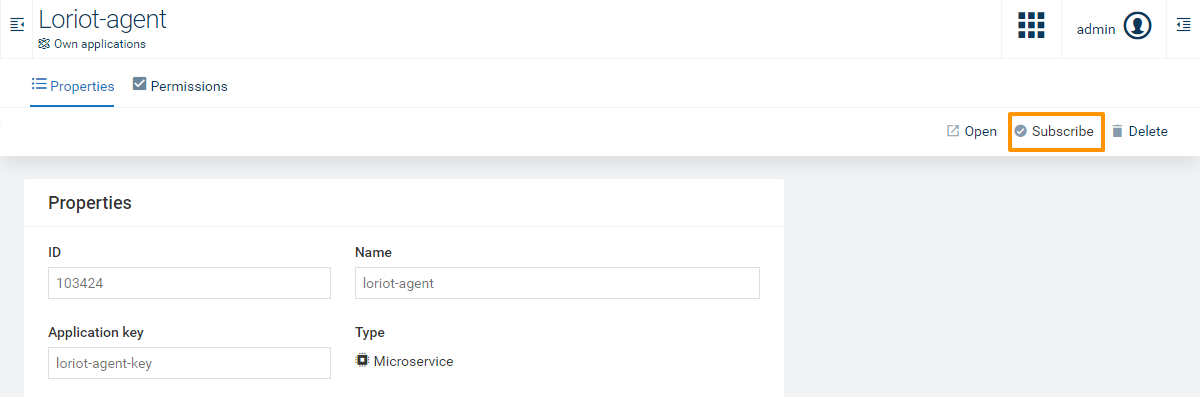 Loriot-agent
Own applications
admin
Properties Permissions
Open Subscribe Delete
Properties
ID Name
103424 loriot-agent
Application key Type
loriot-agent-key Microservice